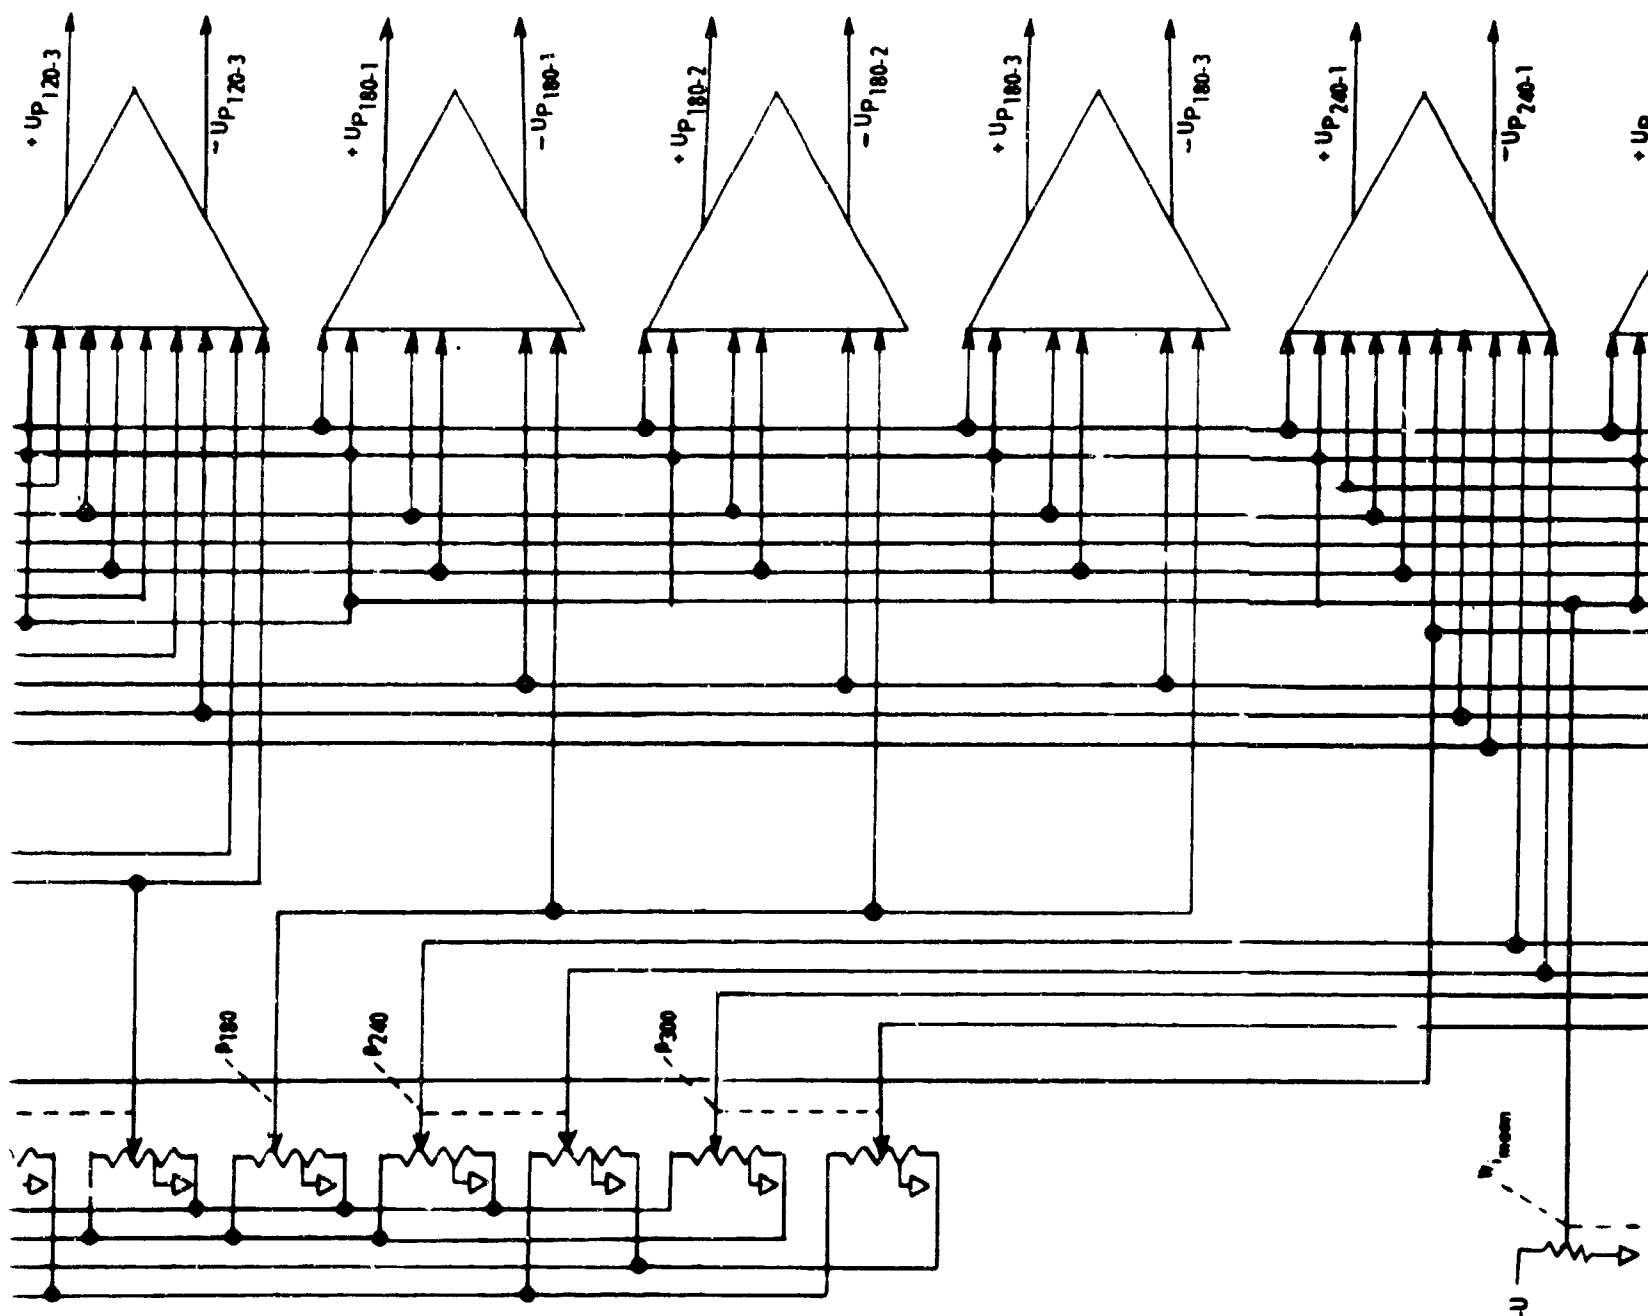 + UP120-3
- UP120-3
+ UP180-1
- UP180-1
+ UP180-2
- UP180-2
+ UP180-3
- UP180-3
+ UP240-1
- UP240-1
+ UP
P180
P240
P300
-U